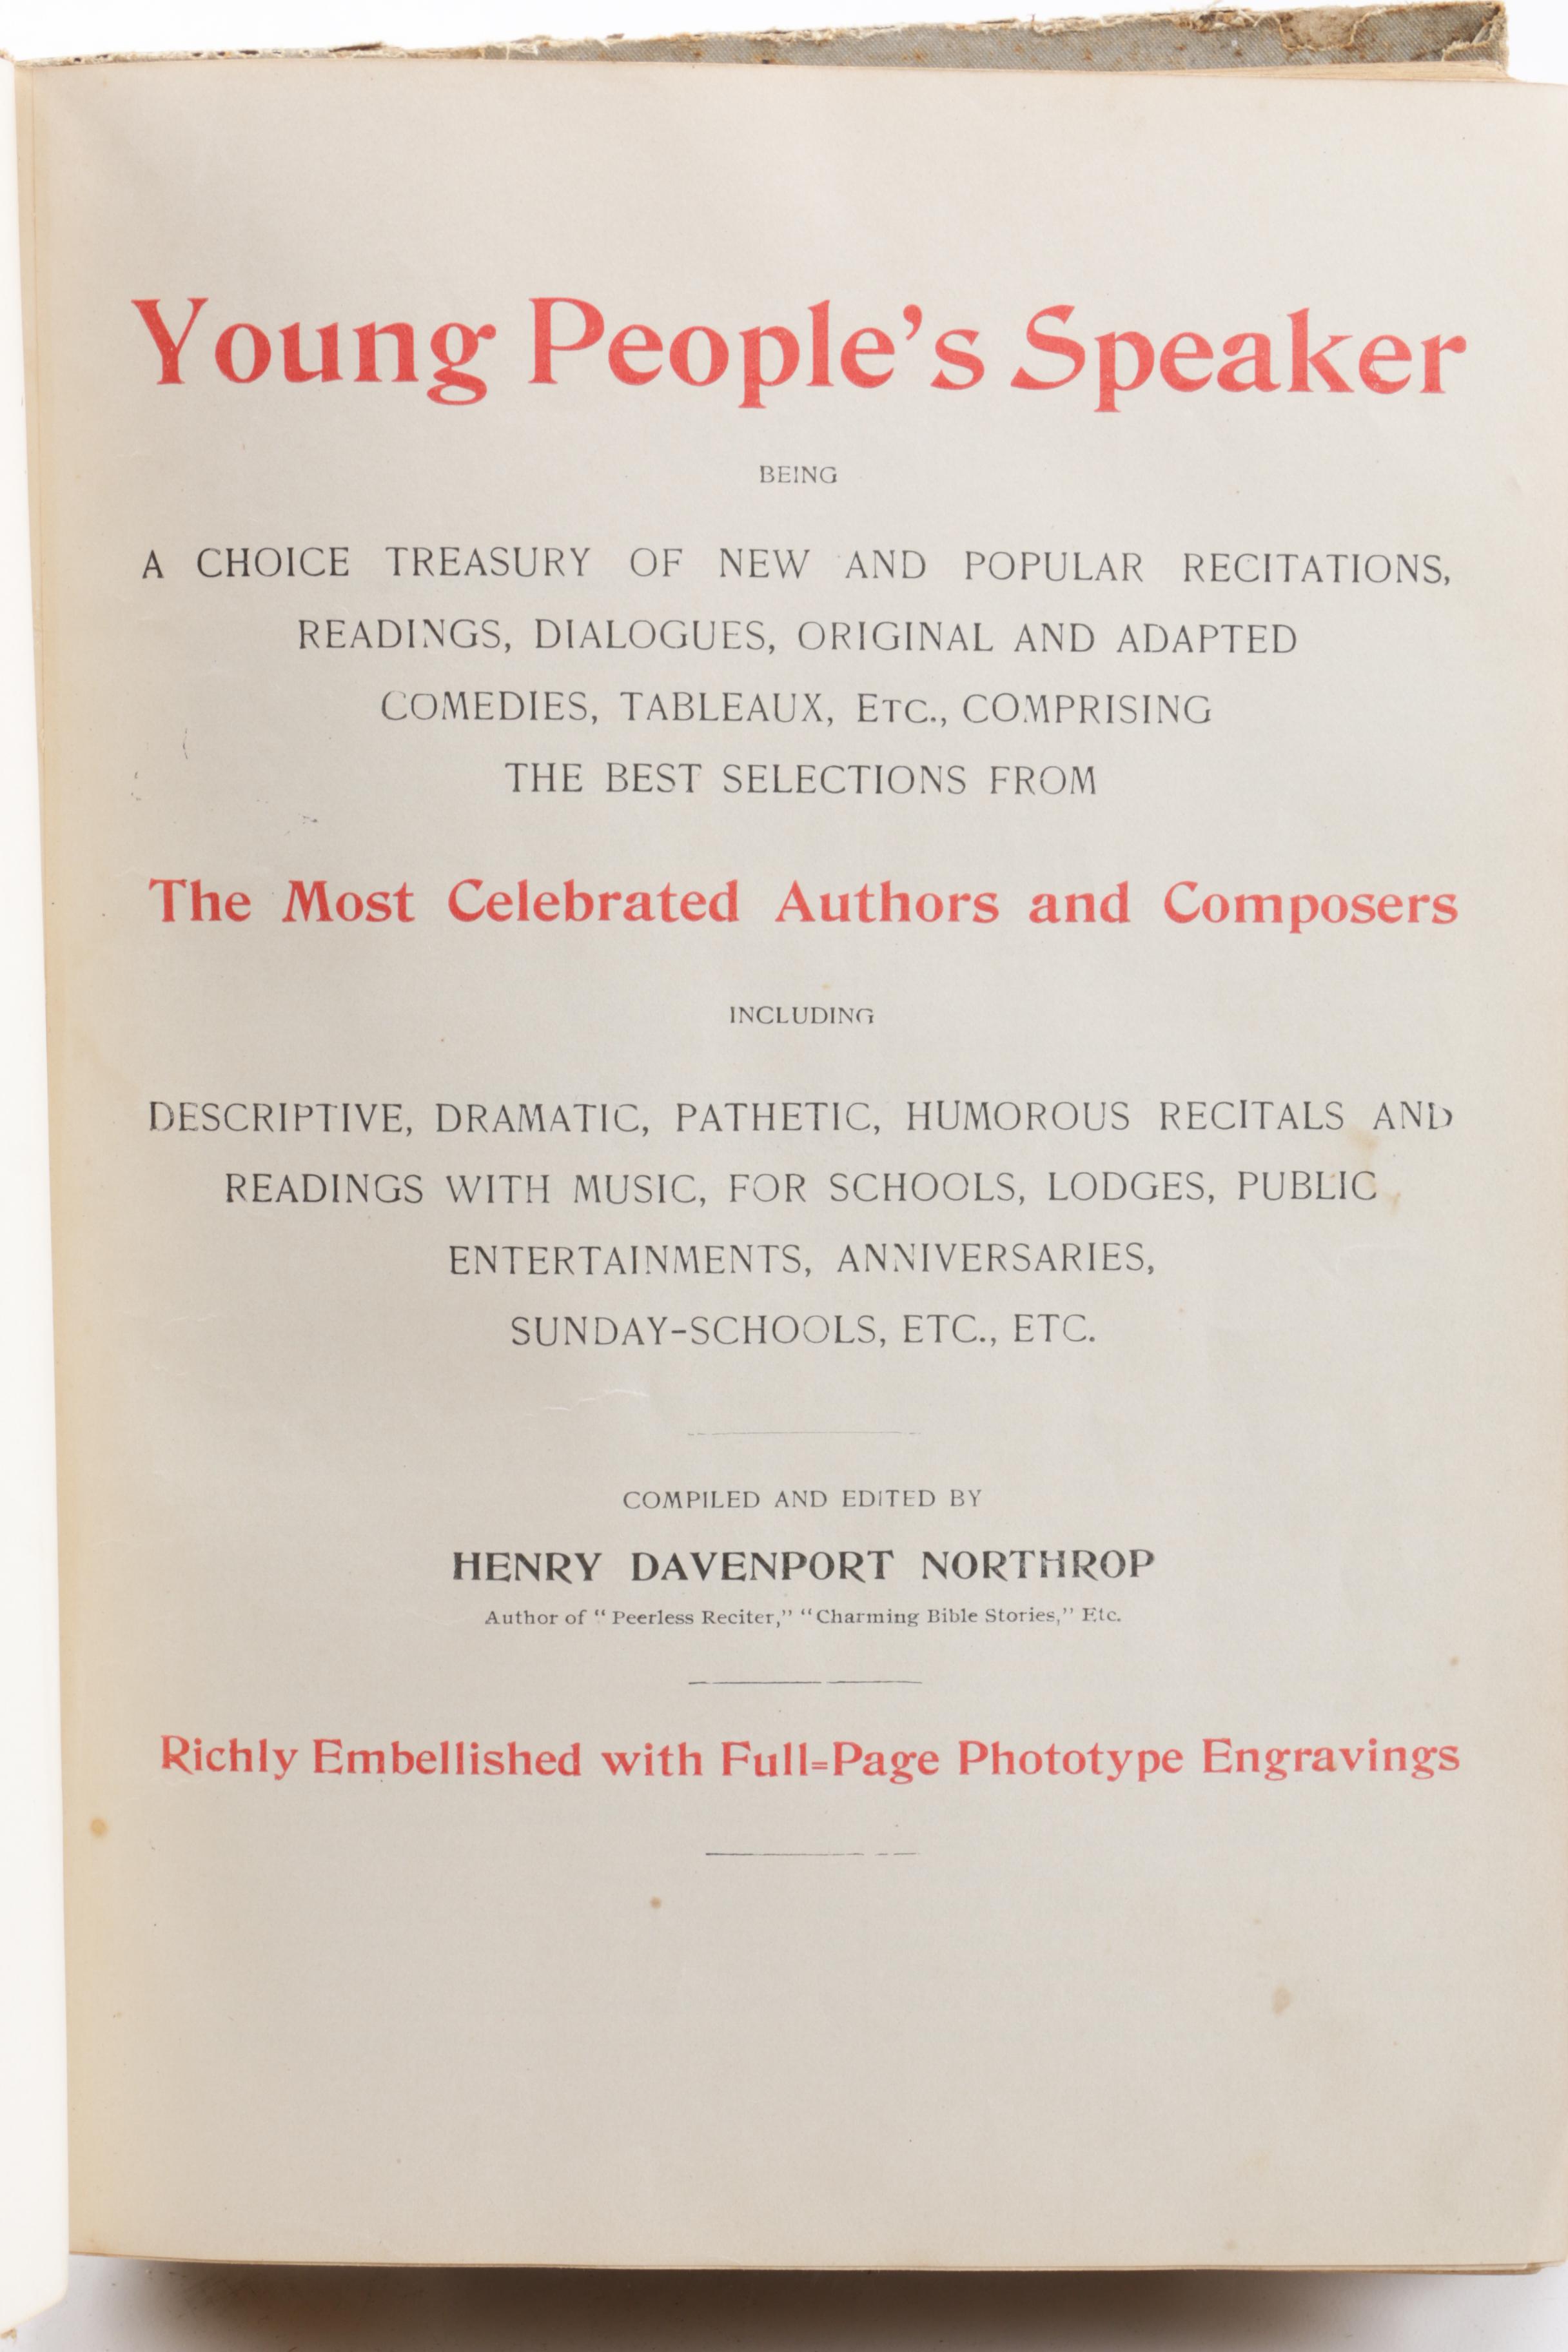 Young People's Speaker
BEING
A CHOICE TREASURY OF NEW AND POPULAR RECITATIONS,
READINGS, DIALOGUES, ORIGINAL AND ADAPTED
COMEDIES, TABLEAUX, ETC., COMPRISING
THE BEST SELECTIONS FROM
The Most Celebrated Authors and Composers
INCLUDING
DESCRIPTIVE, DRAMATIC, PATHETIC, HUMOROUS RECITALS AND
READINGS WITH MUSIC, FOR SCHOOLS, LODGES, PUBLIC
ENTERTAINMENTS, ANNIVERSARIES,
SUNDAY-SCHOOLS, ETC., ETC.
COMPILED AND EDITED BY
HENRY DAVENPORT NORTHROP
Author of "Peerless Reciter," "Charming Bible Stories," Etc.
Richly Embellished with Full=Page Phototype Engravings